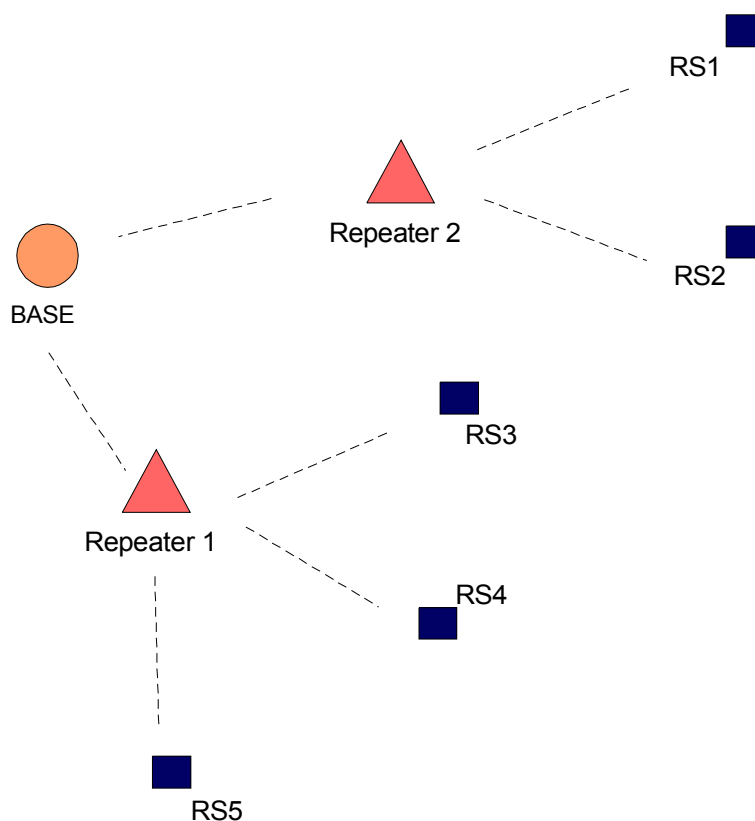 RS1
Repeater 2
RS2
BASE
RS3
Repeater 1
RS4
RS5